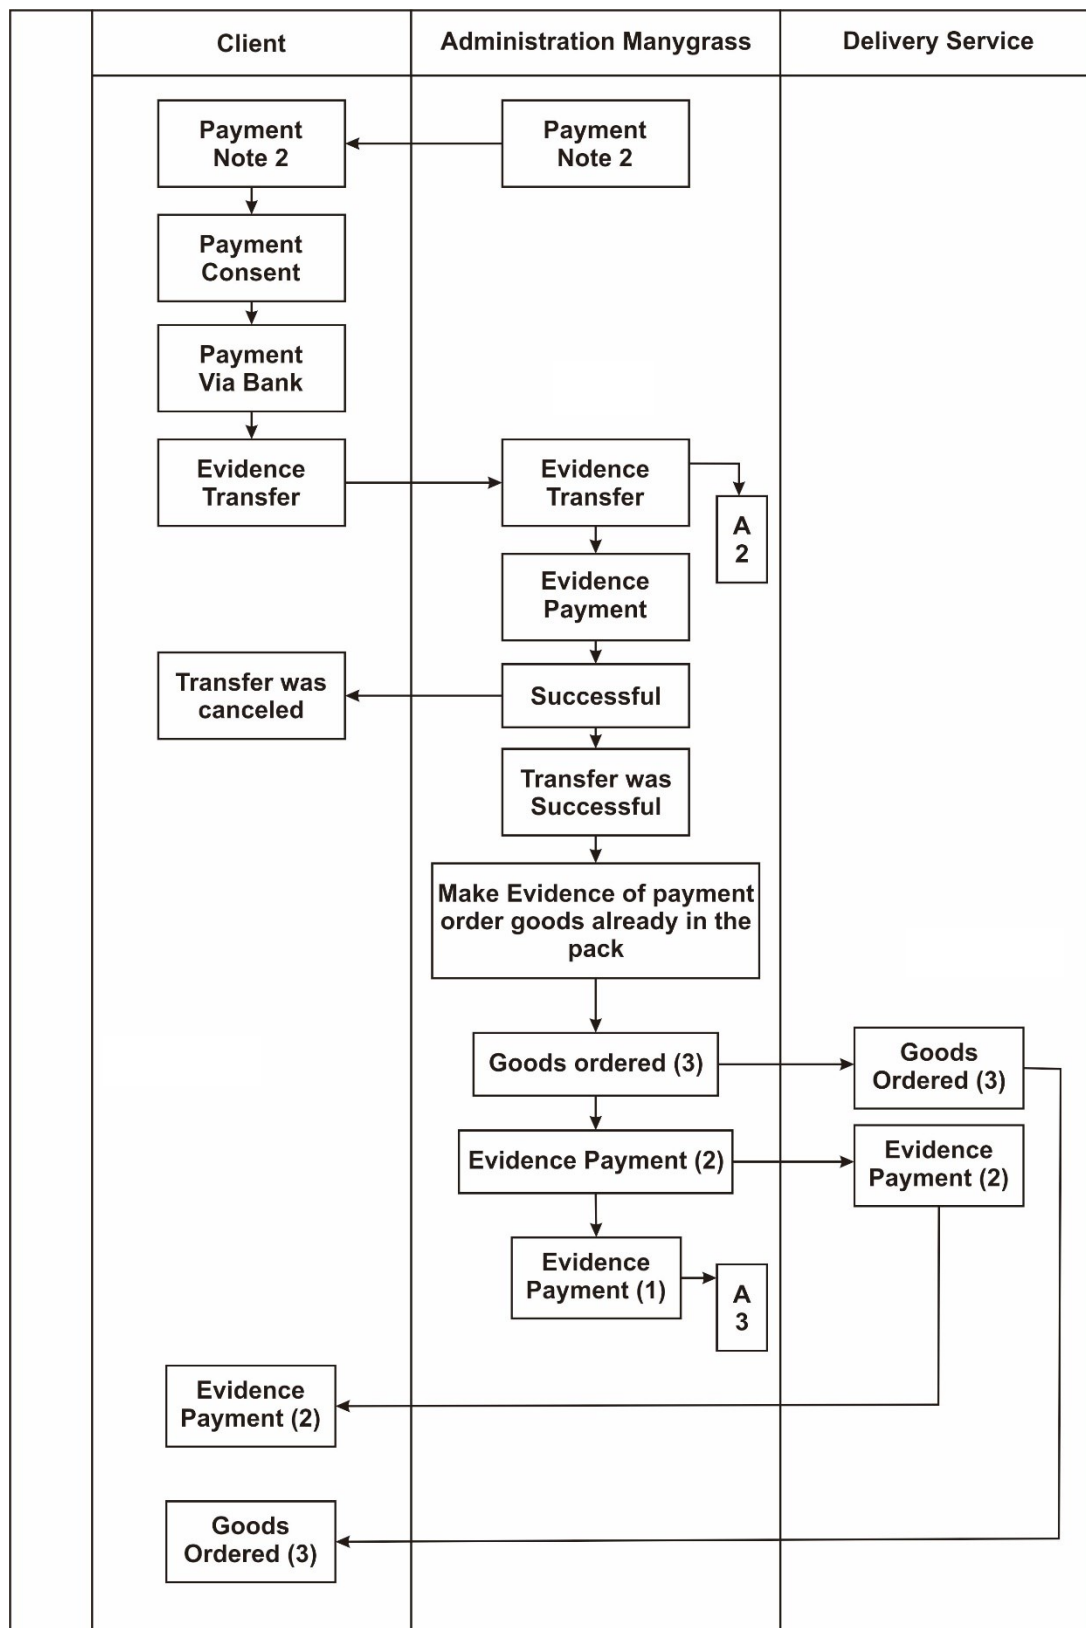 Client
Administration Manygrass
Delivery Service
Payment
Note 2
Payment
Note 2
Payment
Consent
Payment
Via Bank
Evidence
Transfer
Evidence
Transfer
A
2
Evidence
Payment
Transfer was
canceled
Successful
Transfer was
Successful
Make Evidence of payment
order goods already in the
pack
Goods ordered (3)
Goods
Ordered (3)
Evidence Payment (2)
Evidence
Payment (2)
Evidence
Payment (1)
A
3
Evidence
Payment (2)
Goods
Ordered (3)